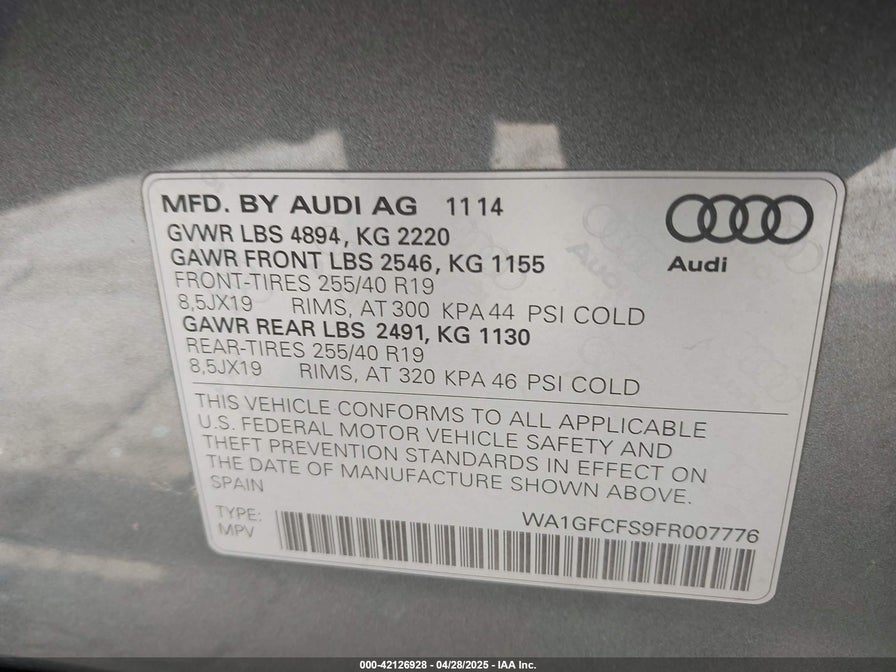 MFD. BY AUDI AG 11 14
GVWR LBS 4894, KG 2220
GAWR FRONT LBS 2546, KG 1155
FRONT-TIRES 255/40 R19
8,5JX19 RIMS, AT 300 KPA 44 PSI COLD
GAWR REAR LBS 2491, KG 1130
REAR-TIRES 255/40 R19
8,5JX19 RIMS, AT 320 KPA 46 PSI COLD
Audi
THIS VEHICLE CONFORMS TO ALL APPLICABLE
U.S. FEDERAL MOTOR VEHICLE SAFETY AND
THEFT PREVENTION STANDARDS IN EFFECT ON
THE DATE OF MANUFACTURE SHOWN ABOVE.
SPAIN
TYPE:
MPV
WA1GFCFS9FR007776
000-42126928 - 04/28/2025 - IAA Inc.